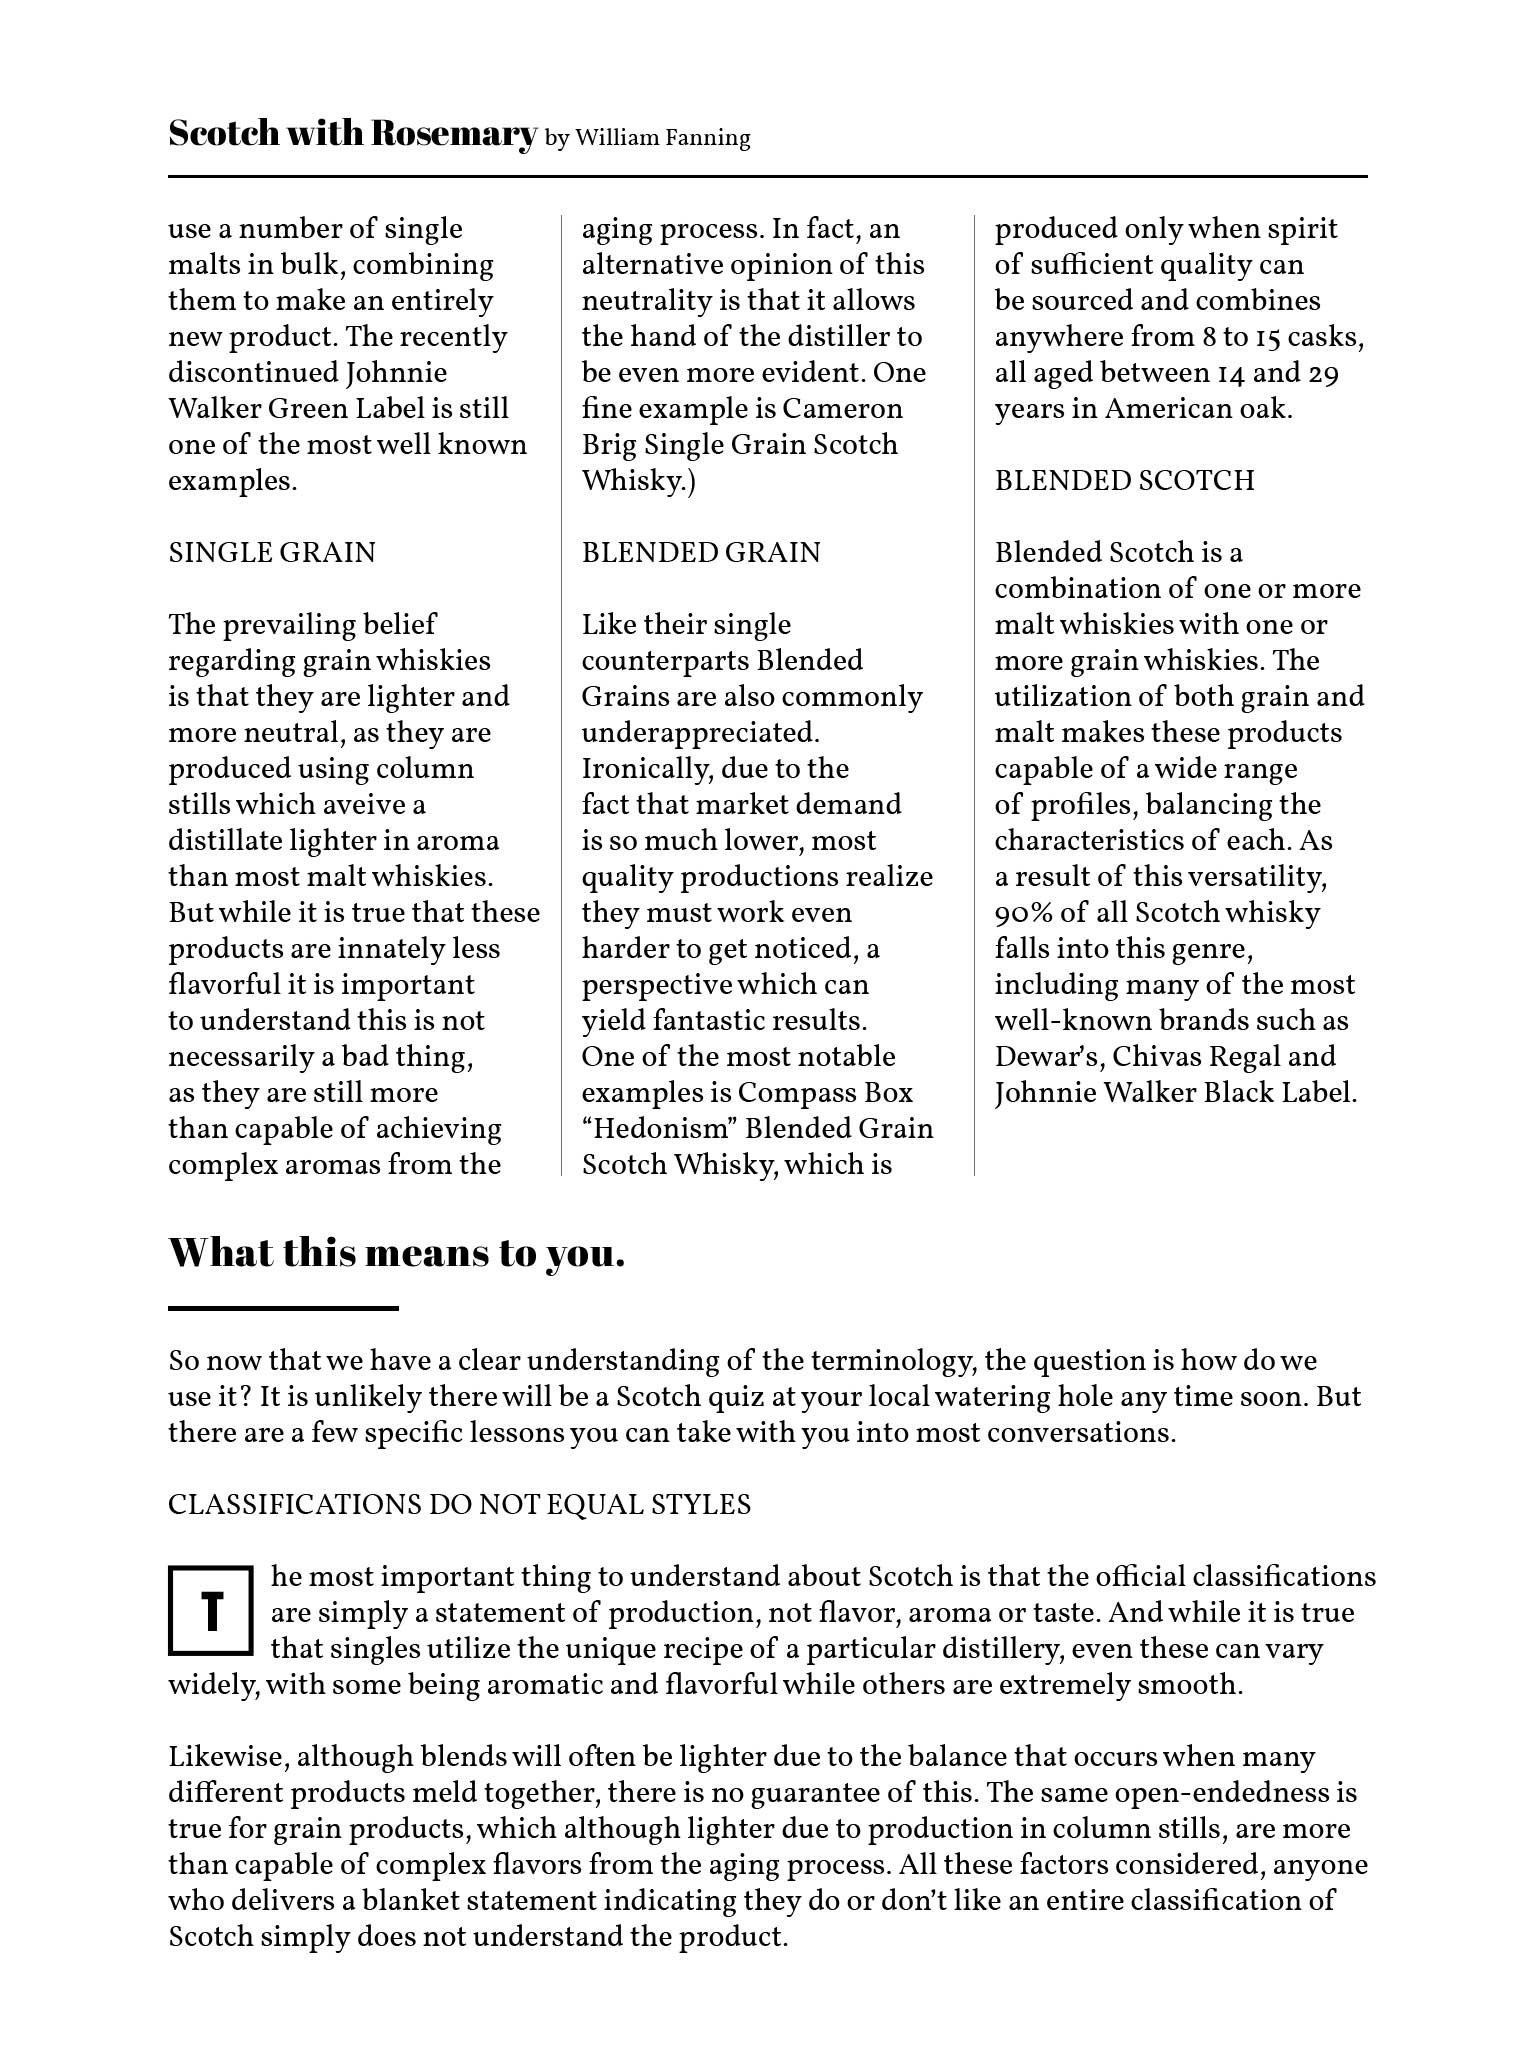 Scotch with Rosemary by William Fanning
use a number of single
malts in bulk, combining
them to make an entirely
new product. The recently
discontinued Johnnie
Walker Green Label is still
one of the most well known
examples.
SINGLE GRAIN
The prevailing belief
regarding grain whiskies
is that they are lighter and
more neutral, as they are
produced using column
stills which aveive a
distillate lighter in aroma
than most malt whiskies.
But while it is true that these
products are innately less
flavorful it is important
to understand this is not
necessarily a bad thing,
as they are still more
than capable of achieving
complex aromas from the
aging process. In fact, an
alternative opinion of this
neutrality is that it allows
the hand of the distiller to
be even more evident. One
fine example is Cameron
Brig Single Grain Scotch
Whisky.)
BLENDED GRAIN
Like their single
counterparts Blended
Grains are also commonly
underappreciated.
Ironically, due to the
fact that market demand
is so much lower, most
quality productions realize
they must work even
harder to get noticed, a
perspective which can
yield fantastic results.
One of the most notable
examples is Compass Box
“Hedonism” Blended Grain
Scotch Whisky, which is
produced only when spirit
of sufficient quality can
be sourced and combines
anywhere from 8 to 15 casks,
all aged between 14 and 29
years in American oak.
BLENDED SCOTCH
Blended Scotch is a
combination of one or more
malt whiskies with one or
more grain whiskies. The
utilization of both grain and
malt makes these products
capable of a wide range
of profiles, balancing the
characteristics of each. As
a result of this versatility,
90% of all Scotch whisky
falls into this genre,
including many of the most
well-known brands such as
Dewar’s, Chivas Regal and
Johnnie Walker Black Label.
What this means to you.
So now that we have a clear understanding of the terminology, the question is how do we
use it? It is unlikely there will be a Scotch quiz at your local watering hole any time soon. But
there are a few specific lessons you can take with you into most conversations.
CLASSIFICATIONS DO NOT EQUAL STYLES
The most important thing to understand about Scotch is that the official classifications
are simply a statement of production, not flavor, aroma or taste. And while it is true
that singles utilize the unique recipe of a particular distillery, even these can vary
widely, with some being aromatic and flavorful while others are extremely smooth.
Likewise, although blends will often be lighter due to the balance that occurs when many
different products meld together, there is no guarantee of this. The same open-endedness is
true for grain products, which although lighter due to production in column stills, are more
than capable of complex flavors from the aging process. All these factors considered, anyone
who delivers a blanket statement indicating they do or don’t like an entire classification of
Scotch simply does not understand the product.